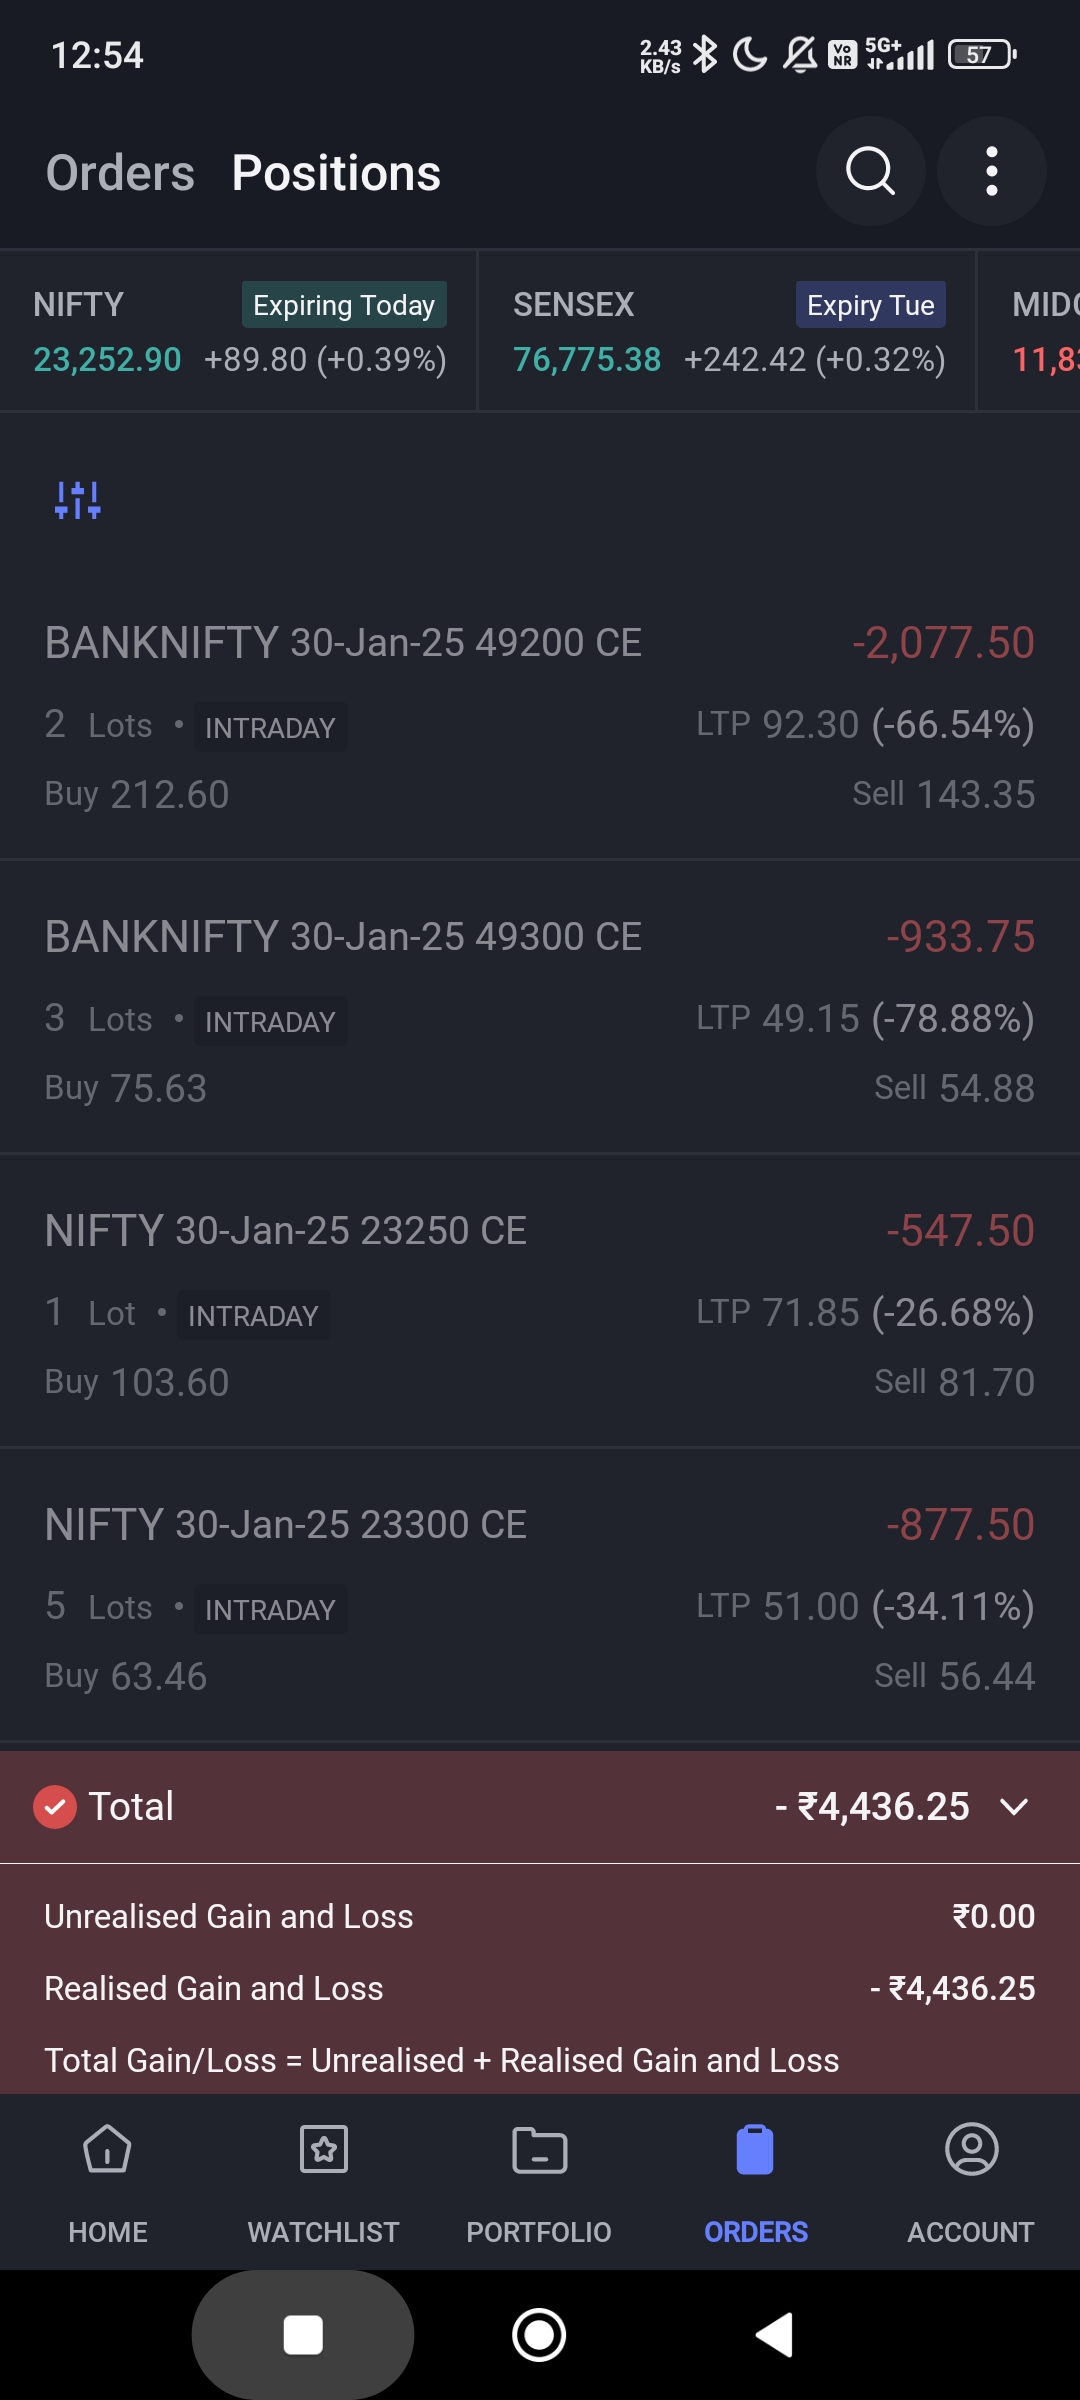 12:54
2.43 KB/s
Vo NR
5G+
57
Orders Positions
NIFTY Expiring Today
23,252.90 +89.80 (+0.39%)
SENSEX Expiry Tue
76,775.38 +242.42 (+0.32%)
BANKNIFTY 30-Jan-25 49200 CE -2,077.50
2 Lots • INTRADAY LTP 92.30 (-66.54%)
Buy 212.60 Sell 143.35
BANKNIFTY 30-Jan-25 49300 CE -933.75
3 Lots • INTRADAY LTP 49.15 (-78.88%)
Buy 75.63 Sell 54.88
NIFTY 30-Jan-25 23250 CE -547.50
1 Lot • INTRADAY LTP 71.85 (-26.68%)
Buy 103.60 Sell 81.70
NIFTY 30-Jan-25 23300 CE -877.50
5 Lots • INTRADAY LTP 51.00 (-34.11%)
Buy 63.46 Sell 56.44
Total - ₹4,436.25
Unrealised Gain and Loss ₹0.00
Realised Gain and Loss - ₹4,436.25
Total Gain/Loss = Unrealised + Realised Gain and Loss
HOME WATCHLIST PORTFOLIO ORDERS ACCOUNT